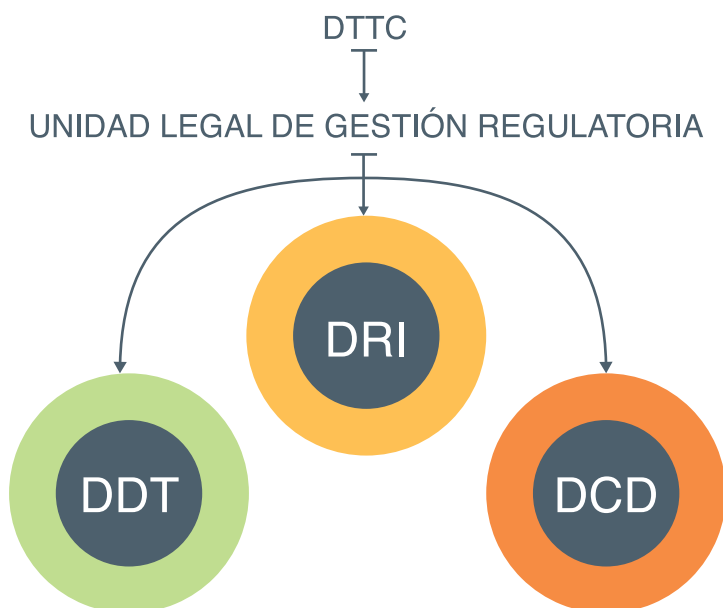 DTTC
UNIDAD LEGAL DE GESTIÓN REGULATORIA
DRI
DDT
DCD